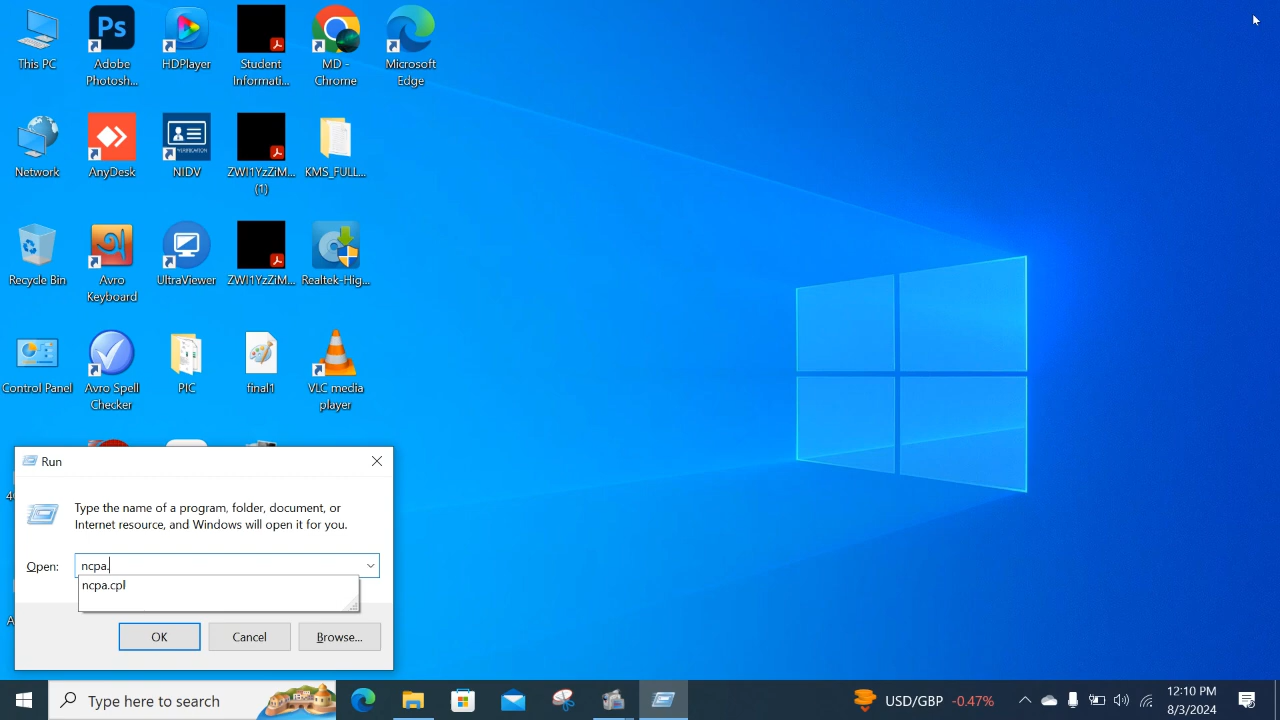 This PC
Adobe
Photosh...
HDPlayer
Student
Informati...
MD -
Chrome
Microsoft
Edge
Network
AnyDesk
NIDV
ZWI1YzZiM...
(1)
KMS_FULL...
Recycle Bin
Avro
Keyboard
UltraViewer
ZWI1YzZiM...
Realtek-Hig...
Control Panel
Avro Spell
Checker
PIC
final1
VLC media
player
Run
Type the name of a program, folder, document, or
Internet resource, and Windows will open it for you.
Open:
ncpa.
ncpa.cpl
OK
Cancel
Browse...
Type here to search
USD/GBP -0.47%
12:10 PM
8/3/2024